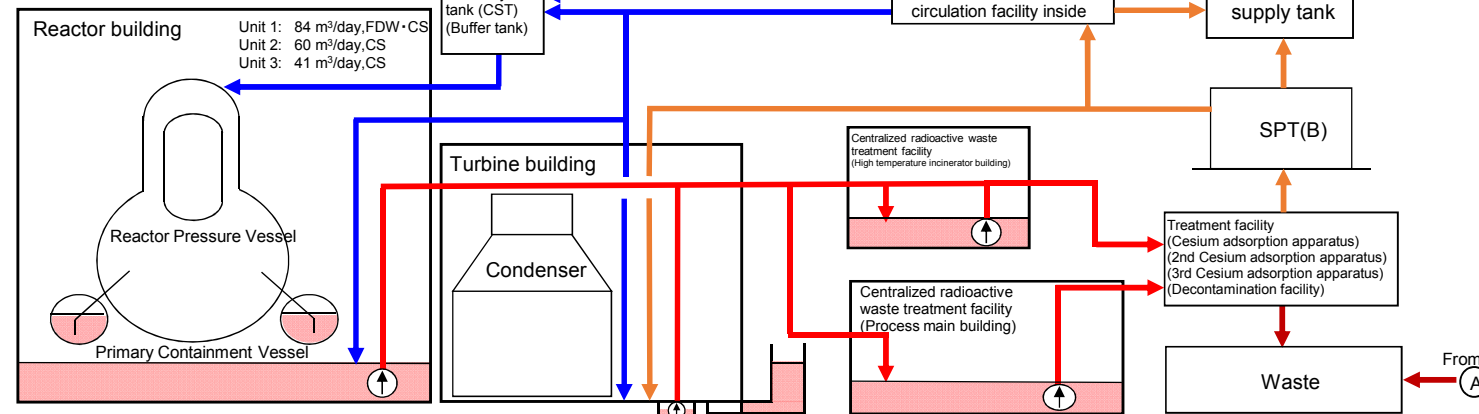 tank (CST)
(Buffer tank)
circulation facility inside
supply tank
Reactor building
Unit 1: 84 m³/day,FDW・CS
Unit 2: 60 m³/day,CS
Unit 3: 41 m³/day,CS
SPT(B)
Centralized radioactive waste
treatment facility
(High temperature incinerator building)
Turbine building
Reactor Pressure Vessel
Condenser
Treatment facility
(Cesium adsorption apparatus)
(2nd Cesium adsorption apparatus)
(3rd Cesium adsorption apparatus)
(Decontamination facility)
Centralized radioactive
waste treatment facility
(Process main building)
Primary Containment Vessel
Waste
From
A